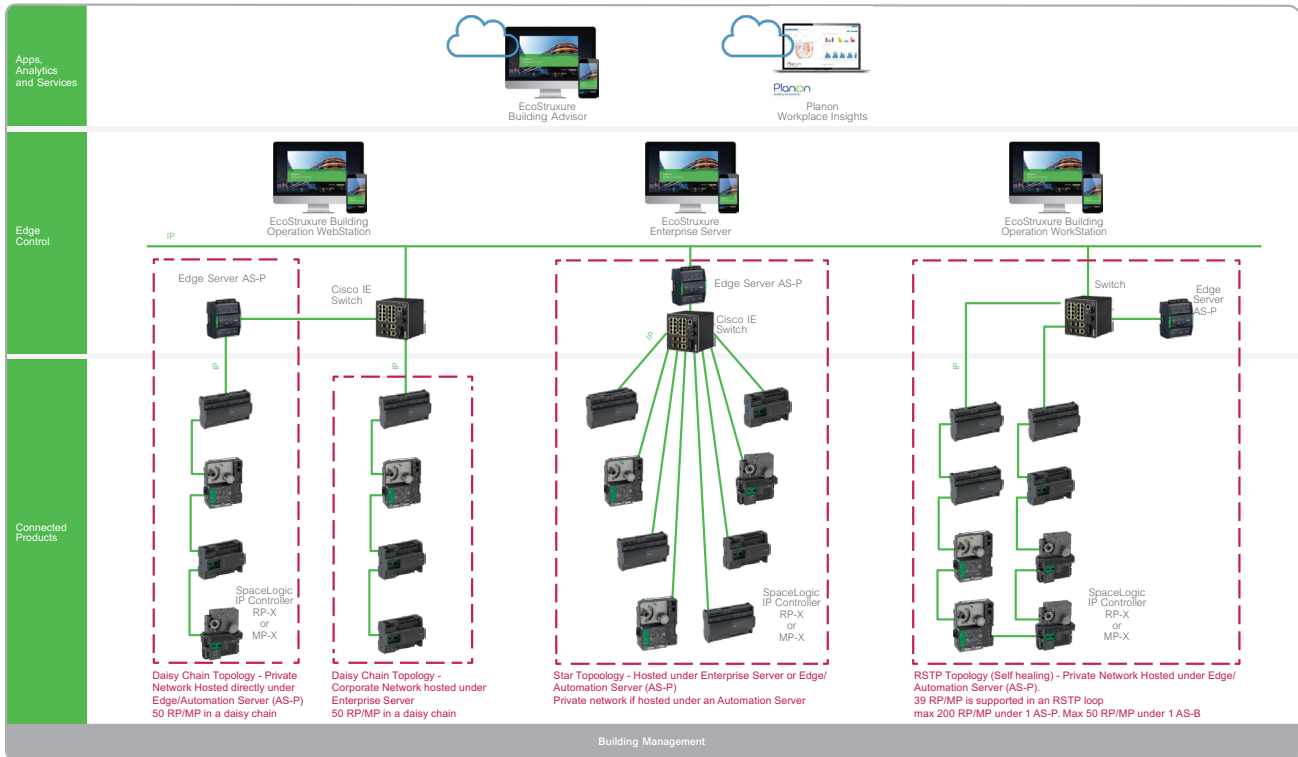 Apps,
Analytics
and Services
Planon
EcoStruxure
Building Advisor
Planon
Workplace Insights
Edge
Control
EcoStruxure Building
Operation WebStation
EcoStruxure
Enterprise Server
EcoStruxure Building
Operation WorkStation
IP
Edge Server AS-P
Cisco IE
Switch
Edge Server AS-P
Cisco IE
Switch
Switch
Edge
Server
AS-P
IP
IP
IP
IP
Connected
Products
SpaceLogic
IP Controller
RP-X
or
MP-X
SpaceLogic
IP Controller
RP-X
or
MP-X
SpaceLogic
IP Controller
RP-X
or
MP-X
Daisy Chain Topology - Private
Network Hosted directly under
Edge/Automation Server (AS-P)
50 RP/MP in a daisy chain
Daisy Chain Topology -
Corporate Network hosted under
Enterprise Server
50 RP/MP in a daisy chain
Star Topoology - Hosted under Enterprise Server or Edge/
Automation Server (AS-P)
Private network if hosted under an Automation Server
RSTP Topology (Self healing) - Private Network Hosted under Edge/
Automation Server (AS-P).
39 RP/MP is supported in an RSTP loop
max 200 RP/MP under 1 AS-P. Max 50 RP/MP under 1 AS-B
Building Management